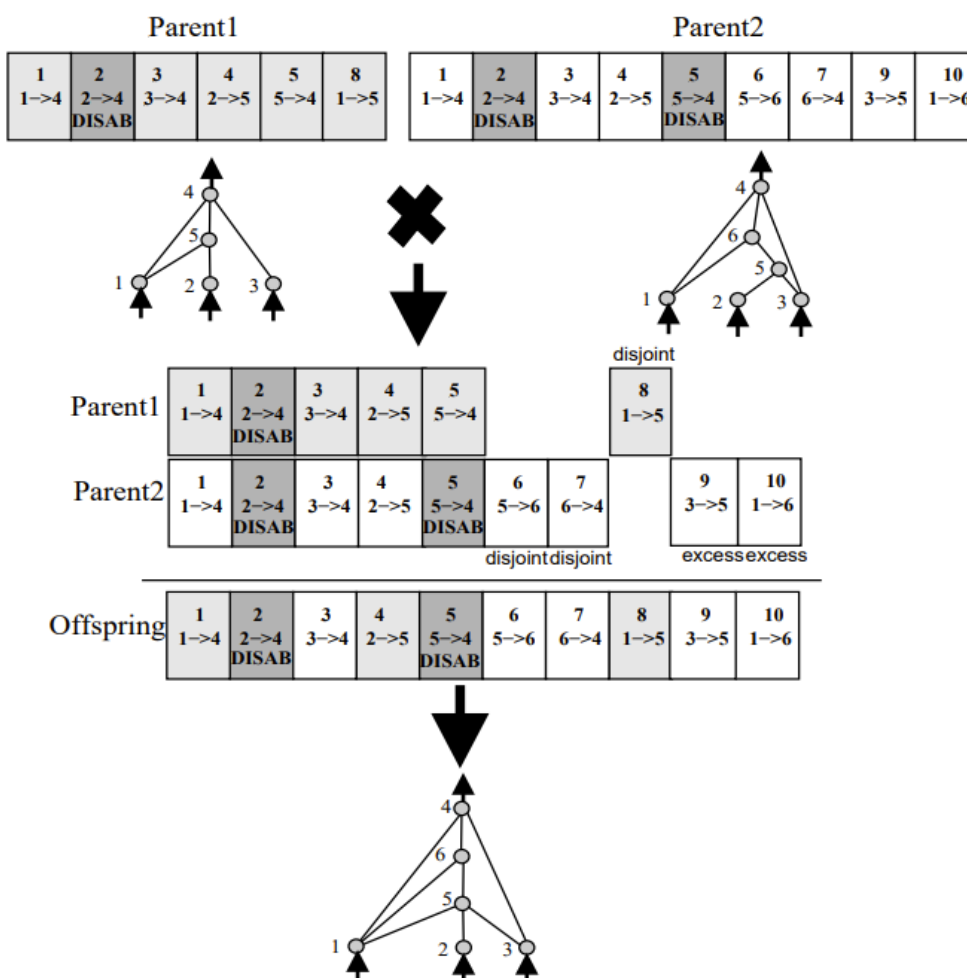 Parent1 Parent2
1 2 3 4 5 8 1 2 3 4 5 6 7 9 10
1->4 2->4 3->4 2->5 5->4 1->5 1->4 2->4 3->4 2->5 5->4 5->6 6->4 3->5 1->6
DISAB DISAB DISAB
4 4
5 6
5
1 2 3 1 2 3
disjoint
Parent1 1 2 3 4 5 8
1->4 2->4 3->4 2->5 5->4 1->5
DISAB
Parent2 1 2 3 4 5 6 7 9 10
1->4 2->4 3->4 2->5 5->4 5->6 6->4 3->5 1->6
DISAB DISAB
disjoint disjoint excess excess
Offspring 1 2 3 4 5 6 7 8 9 10
1->4 2->4 3->4 2->5 5->4 5->6 6->4 1->5 3->5 1->6
DISAB DISAB
4
6
5
1 2 3